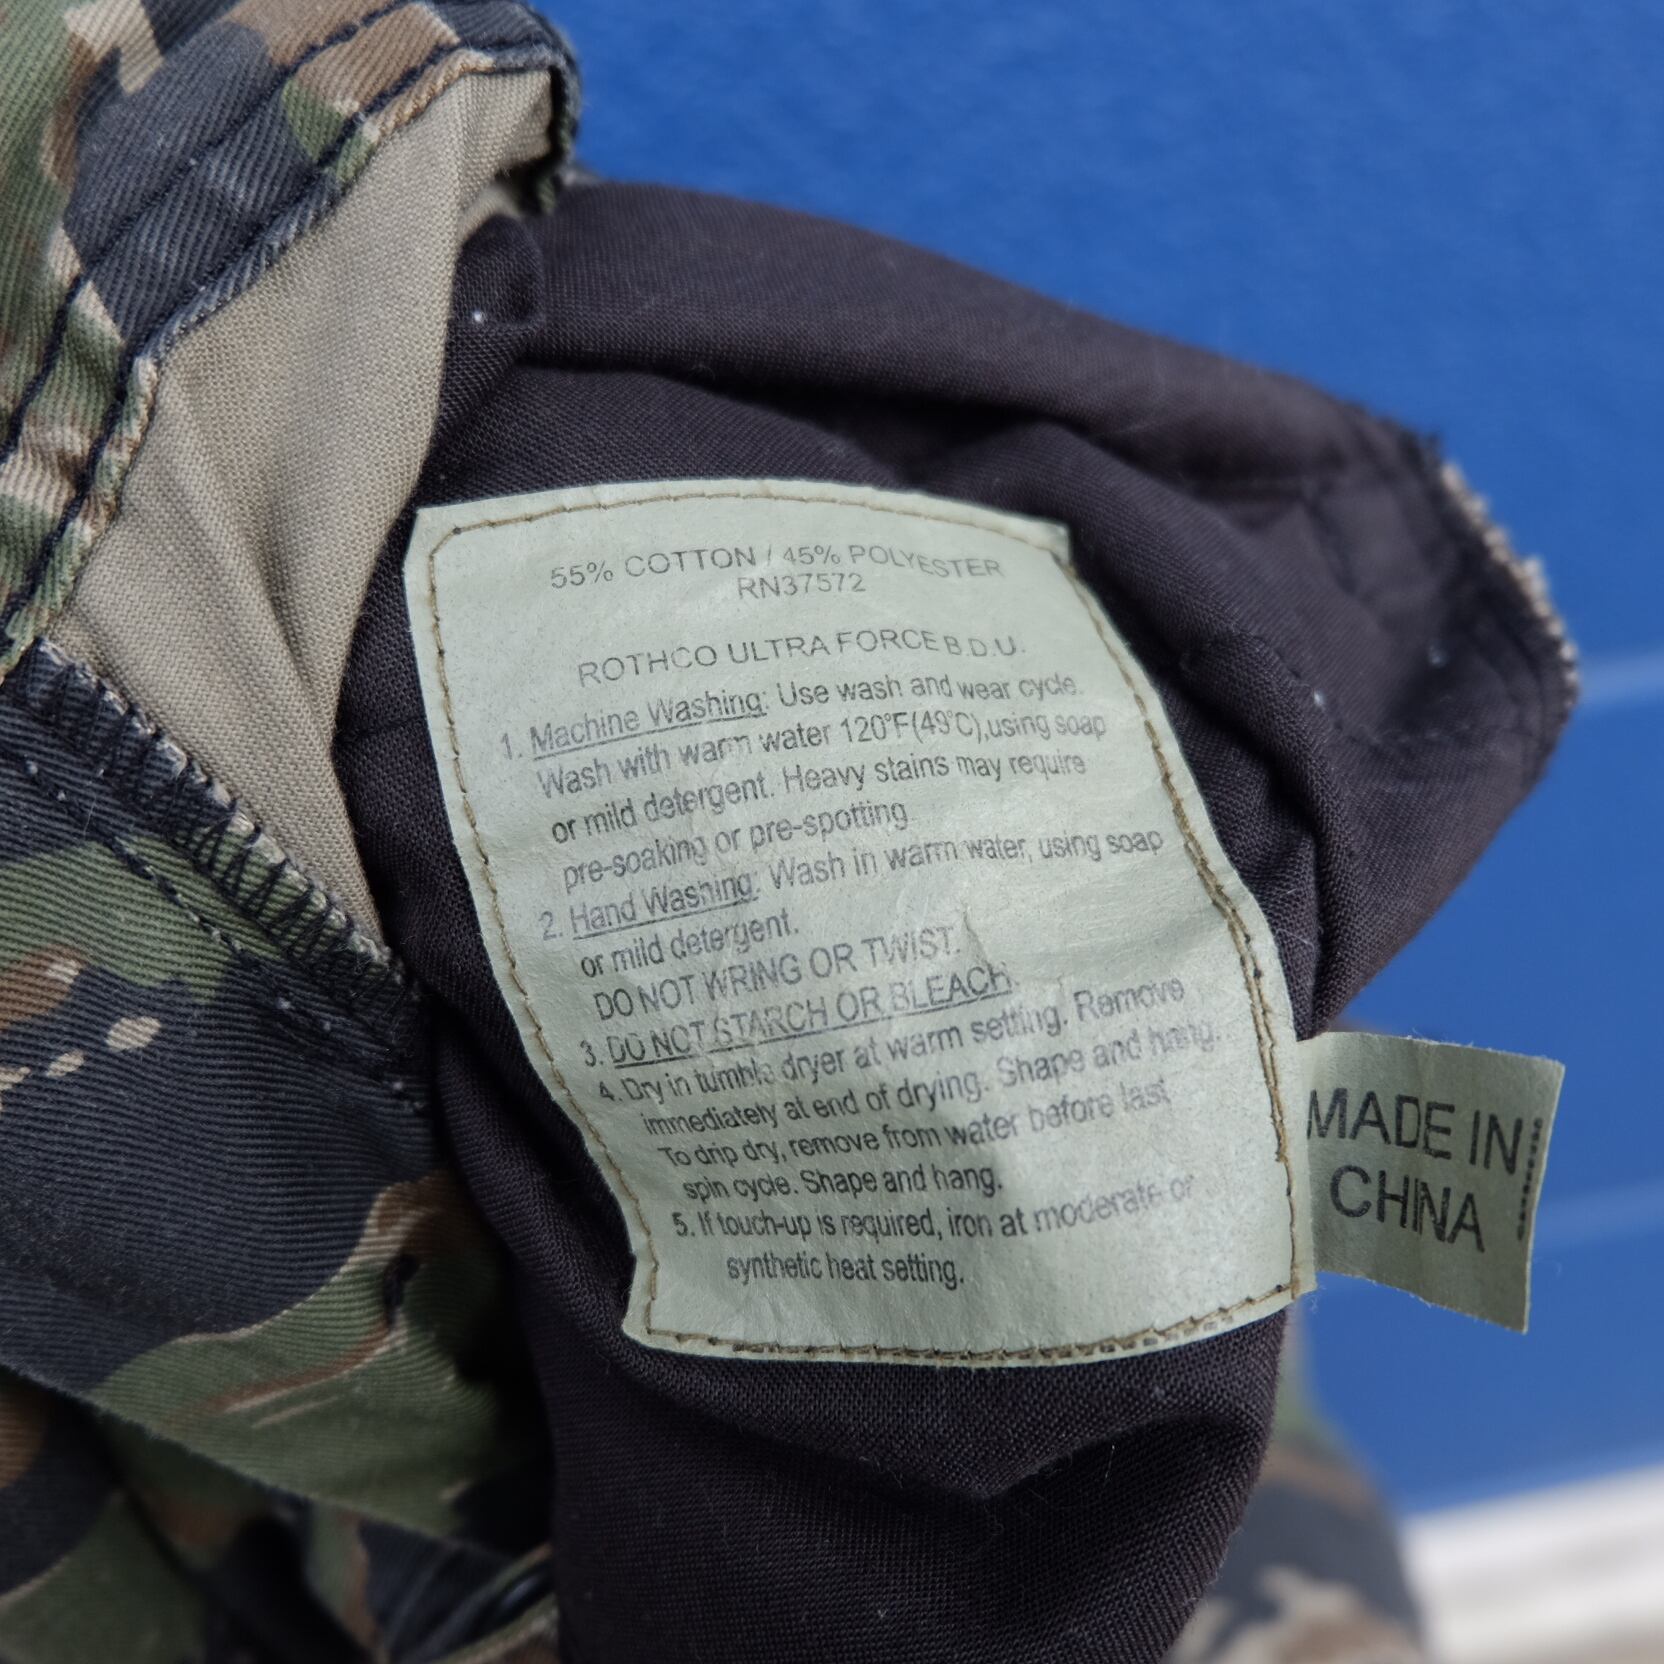 55% COTTON / 45% POLYESTER
RN37572
ROTHCO ULTRA FORCE B.D.U.
1. Machine Washing: Use wash and wear cycle.
Wash with warm water 120°F(49°C),using soap
or mild detergent. Heavy stains may require
pre-soaking or pre-spotting.
2. Hand Washing: Wash in warm water, using soap
or mild detergent.
DO NOT WRING OR TWIST.
3. DO NOT STARCH OR BLEACH.
4. Dry in tumble dryer at warm setting. Remove
immediately at end of drying. Shape and hang.
To drip dry, remove from water before last
spin cycle. Shape and hang.
5. If touch-up is required, iron at moderate or
synthetic heat setting.
MADE IN
CHINA